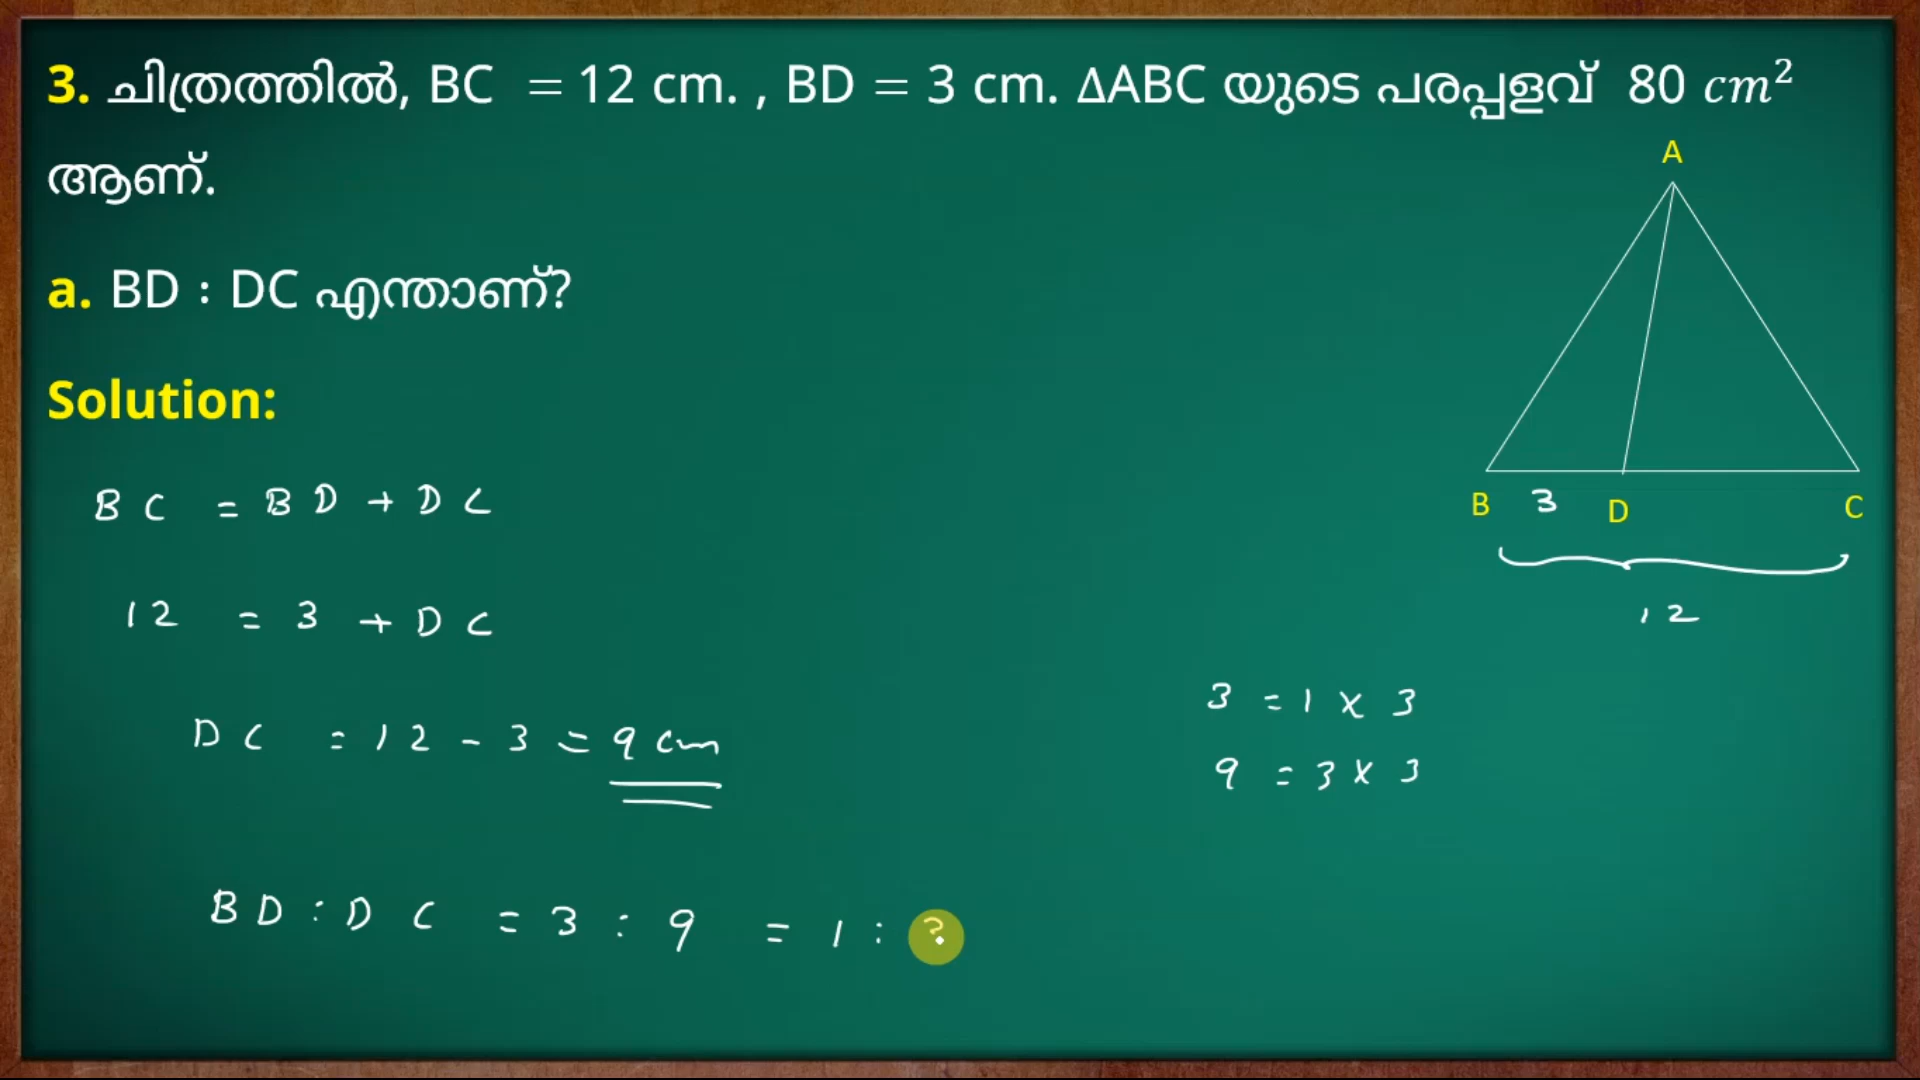 3. ചിത്രത്തിൽ, BC = 12 cm. , BD = 3 cm. ΔABC യുടെ പരപ്പളവ് 80 cm²
ആണ്.
a. BD : DC എന്താണ്?
Solution:
BC = BD + DC
12 = 3 + DC
DC = 12 - 3 = 9 cm
BD : DC = 3 : 9 = 1 :
A
B 3 D C
12
3 = 1 x 3
9 = 3 x 3